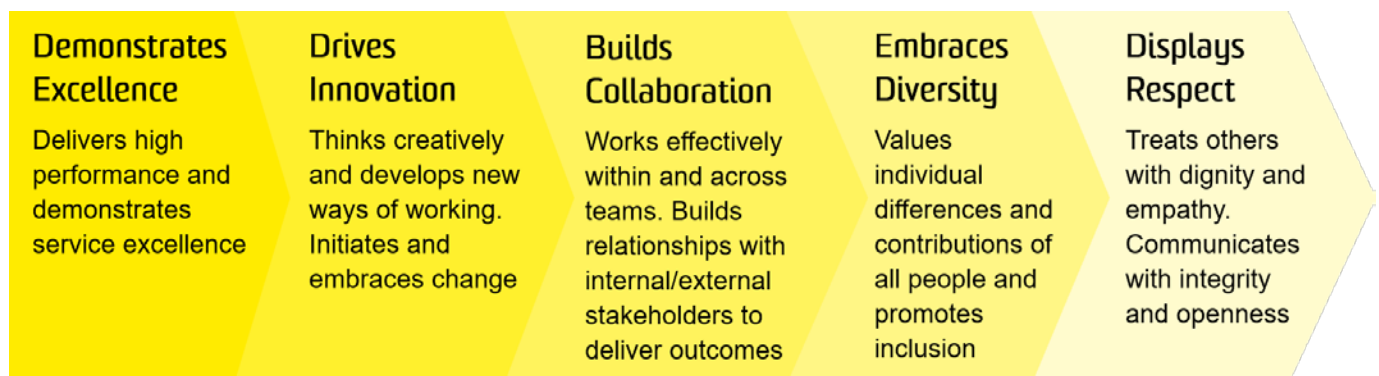 Demonstrates
Excellence
Delivers high
performance and
demonstrates
service excellence
Drives
Innovation
Thinks creatively
and develops new
ways of working.
Initiates and
embraces change
Builds
Collaboration
Works effectively
within and across
teams. Builds
relationships with
internal/external
stakeholders to
deliver outcomes
Embraces
Diversity
Values
individual
differences and
contributions of
all people and
promotes
inclusion
Displays
Respect
Treats others
with dignity and
empathy.
Communicates
with integrity
and openness